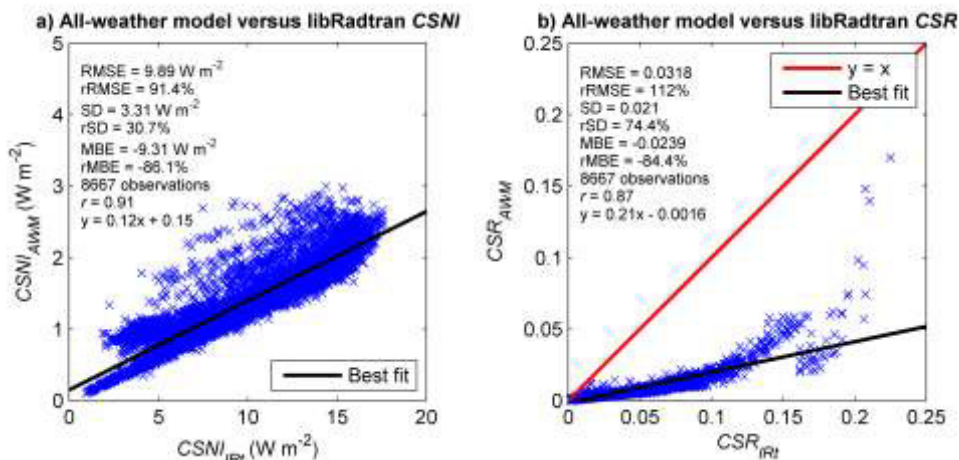 a) All-weather model versus libRadtran CSNI
5
4
3
2
1
0
CSNI_AWM (W m⁻²)
RMSE = 9.89 W m⁻²
rRMSE = 91.4%
SD = 3.31 W m⁻²
rSD = 30.7%
MBE = -9.31 W m⁻²
rMBE = -86.1%
8667 observations
r = 0.91
y = 0.12x + 0.15
Best fit
0 5 10 15 20
CSNI_lRt (W m⁻²)
b) All-weather model versus libRadtran CSR
0.25
0.2
0.15
0.1
0.05
0
CSR_AWM
RMSE = 0.0318
rRMSE = 112%
SD = 0.021
rSD = 74.4%
MBE = -0.0239
rMBE = -84.4%
8667 observations
r = 0.87
y = 0.21x - 0.0016
y = x
Best fit
0 0.05 0.1 0.15 0.2 0.25
CSR_lRt